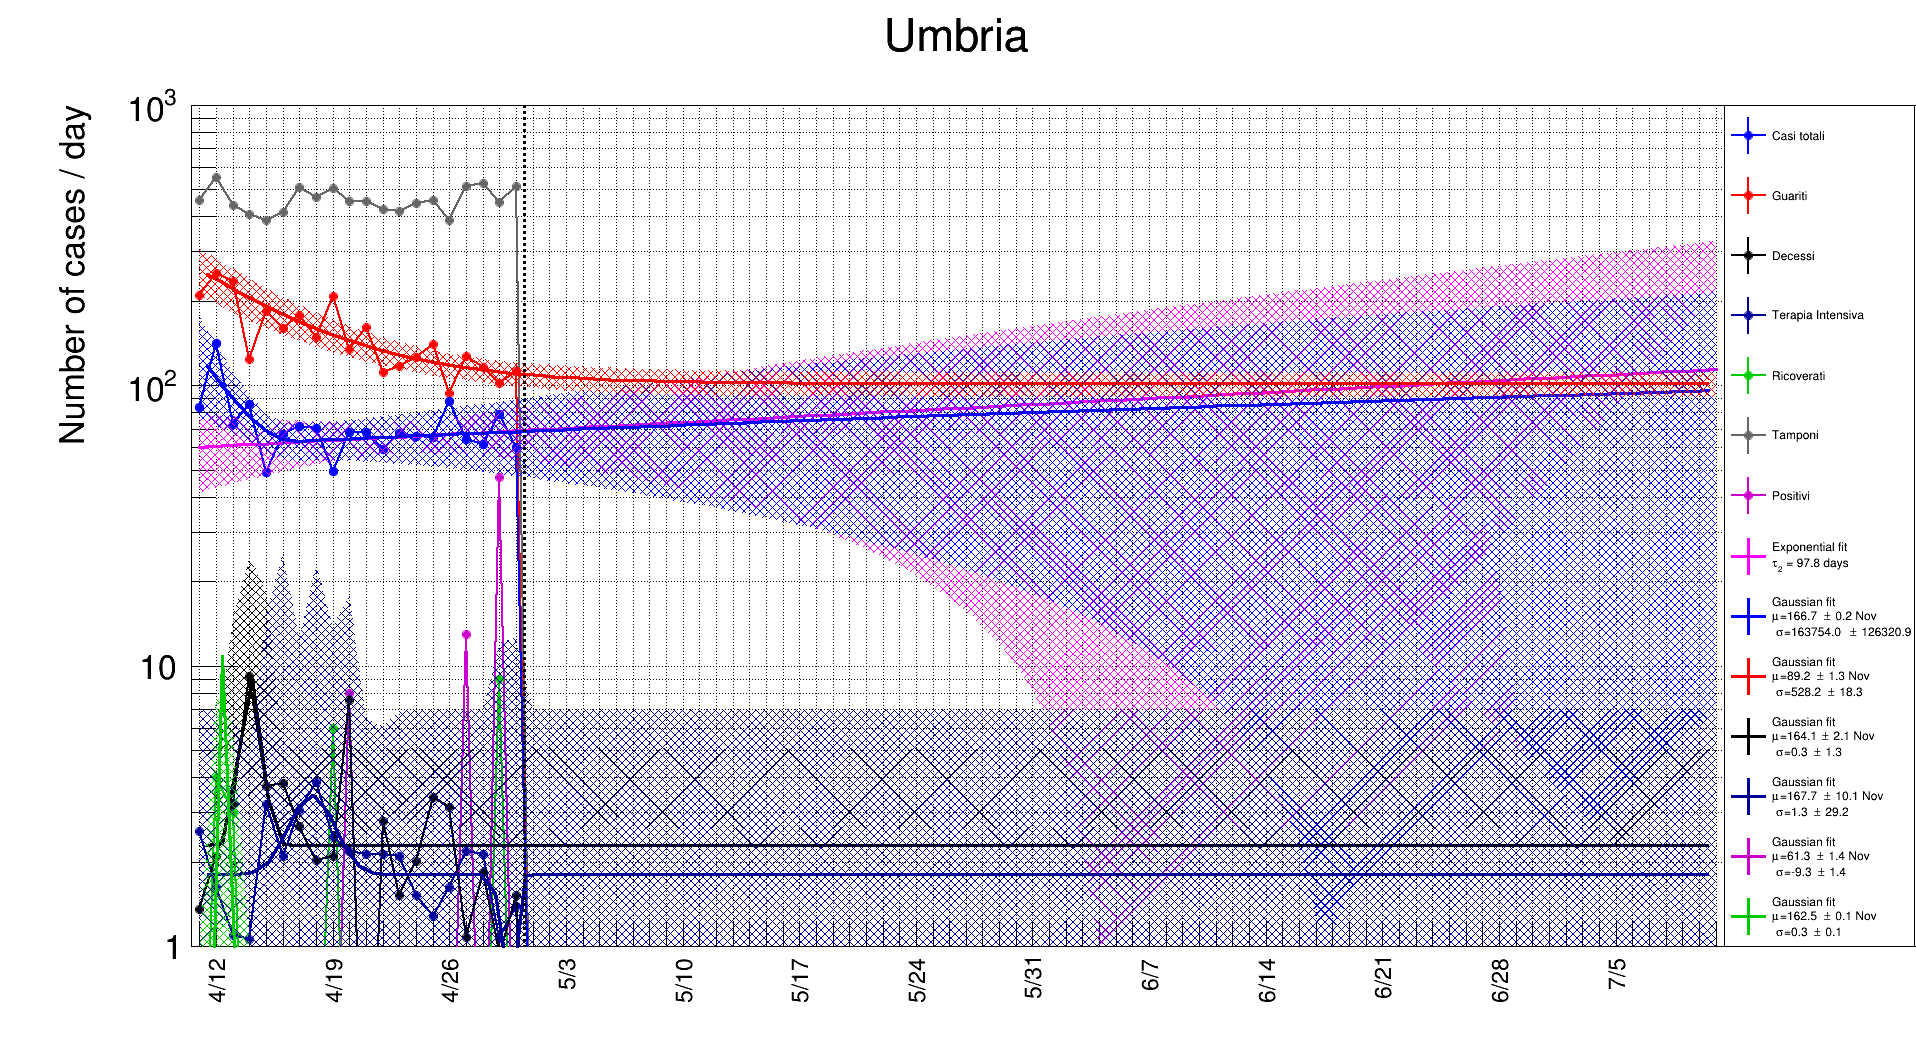 Umbria
Number of cases / day
10³
10²
10
1
4/12
4/19
4/26
5/3
5/10
5/17
5/24
5/31
6/7
6/14
6/21
6/28
7/5
Casi totali
Guariti
Decessi
Terapia Intensiva
Ricoverati
Tamponi
Positivi
Exponential fit
τ₂ = 97.8 days
Gaussian fit
μ=166.7 ± 0.2 Nov
σ=163754.0 ± 126320.9
Gaussian fit
μ=89.2 ± 1.3 Nov
σ=528.2 ± 18.3
Gaussian fit
μ=164.1 ± 2.1 Nov
σ=0.3 ± 1.3
Gaussian fit
μ=167.7 ± 10.1 Nov
σ=1.3 ± 29.2
Gaussian fit
μ=61.3 ± 1.4 Nov
σ=-9.3 ± 1.4
Gaussian fit
μ=162.5 ± 0.1 Nov
σ=0.3 ± 0.1